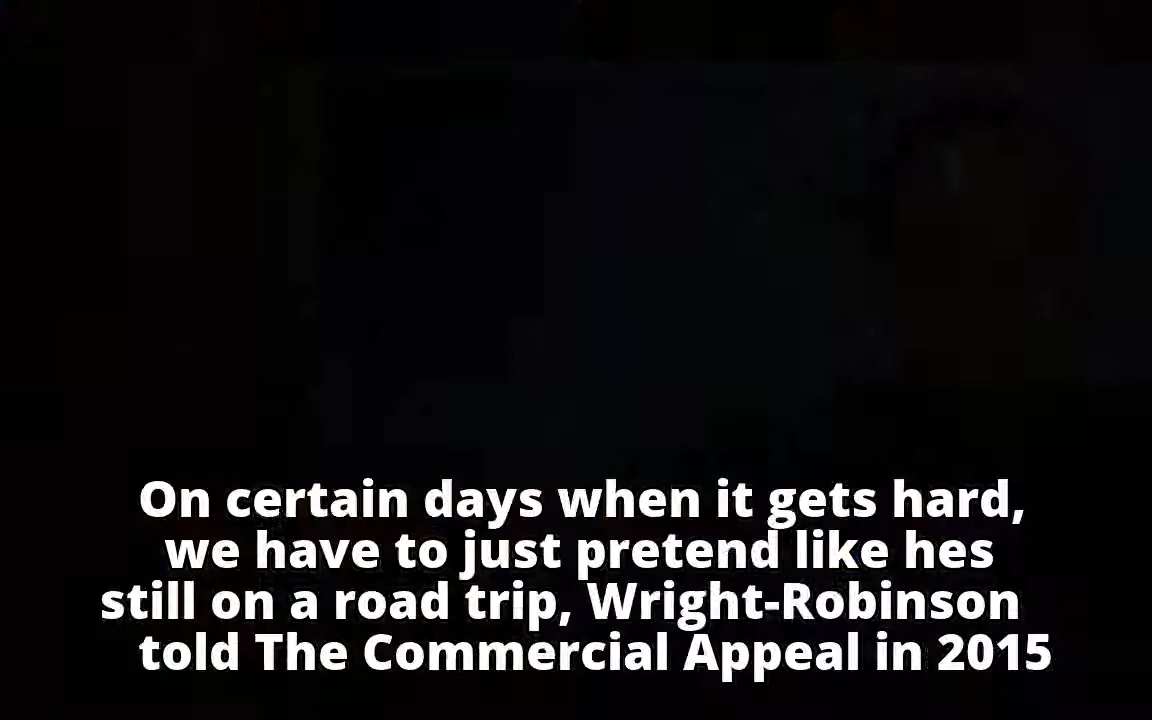 On certain days when it gets hard,
we have to just pretend like hes
still on a road trip, Wright-Robinson
told The Commercial Appeal in 2015